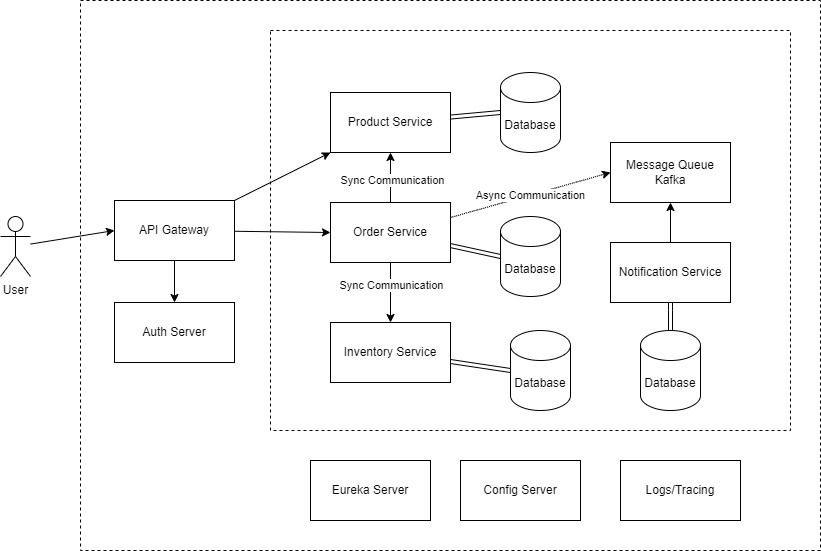 Product Service
Database
Message Queue
Kafka
Sync Communication
Async Communication
API Gateway
Order Service
Database
Notification Service
User
Sync Communication
Auth Server
Inventory Service
Database
Database
Eureka Server
Config Server
Logs/Tracing